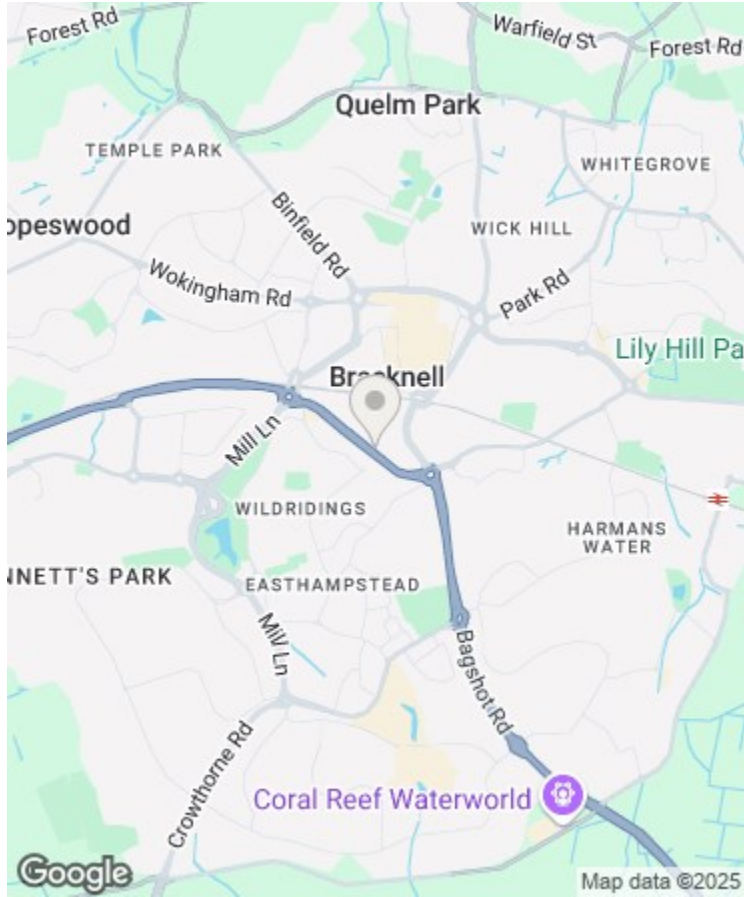 Forest Rd
Warfield St
Forest Rd
Quelm Park
TEMPLE PARK
WHITEGROVE
Binfield Rd
opeswood
WICK HILL
Wokingham Rd
Park Rd
Lily Hill Pa
Bracknell
Mill Ln
WILDRIDINGS
HARMANS
WATER
NNETT'S PARK
EASTHAMPSTEAD
Mill Ln
Bagshot Rd
Crowthorne Rd
Coral Reef Waterworld
Google
Map data ©2025